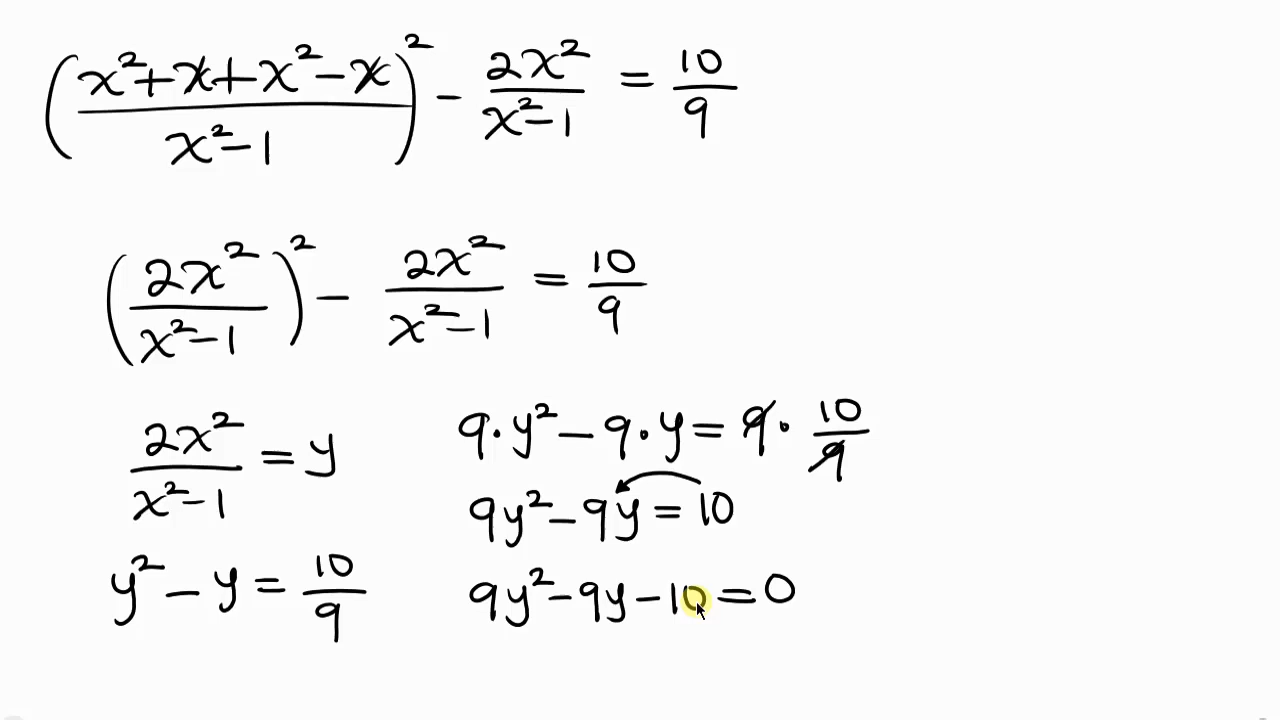 ((x²+x+x²−x)/(x²−1))² − 2x²/(x²−1) = 10/9
(2x²/(x²−1))² − 2x²/(x²−1) = 10/9
2x²/(x²−1) = y
y² − y = 10/9
9·y² − 9·y = 9·10/9
9y² − 9y = 10
9y² − 9y − 10 = 0